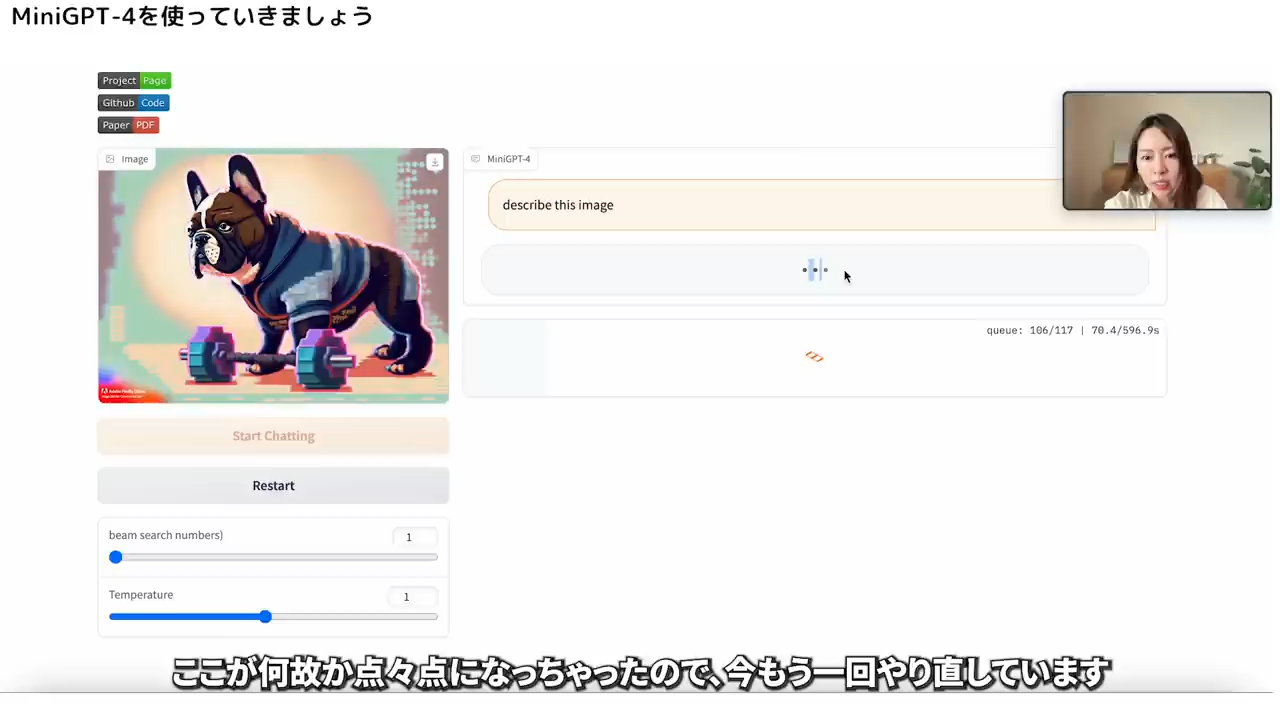 MiniGPT-4を使っていきましょう
Project Page
Github Code
Paper PDF
Image
MiniGPT-4
describe this image
queue: 106/117 | 70.4/596.9s
Adobe Firefly
Start Chatting
Restart
beam search numbers)
1
Temperature
1
ここが何故か点々点になっちゃったので、今もう一回やり直しています